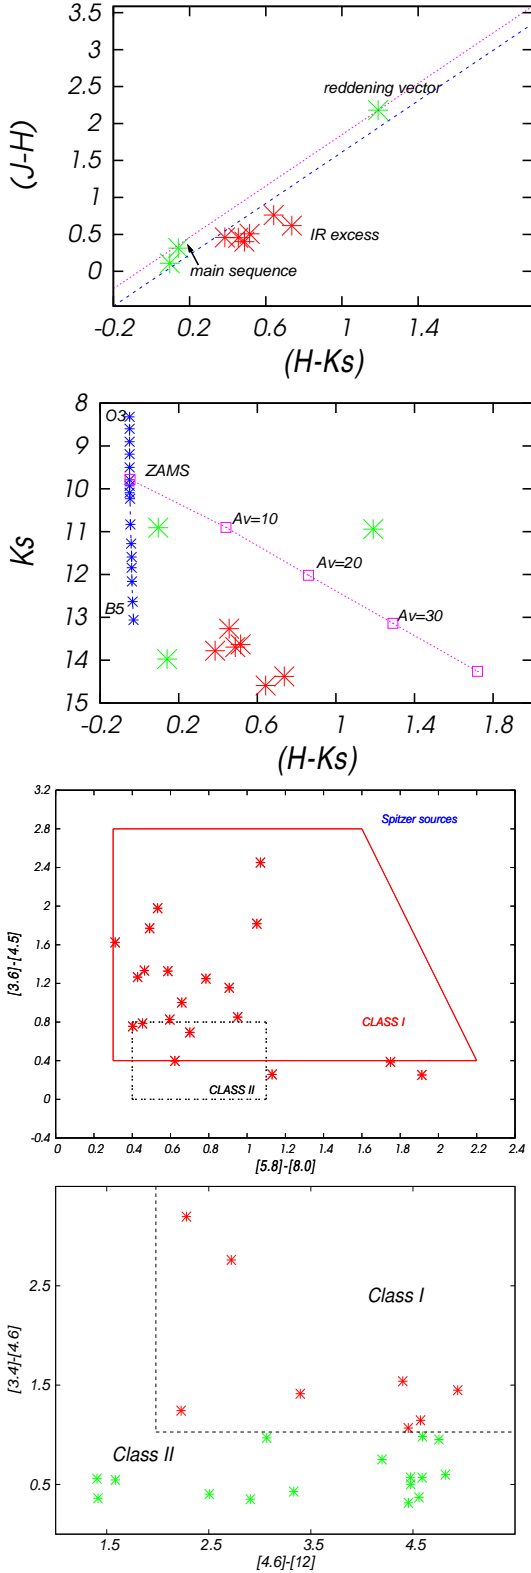 3.5
3
2.5
2
1.5
1
0.5
0
(J-H)
reddening vector
IR excess
main sequence
-0.2 0.2 0.6 1 1.4
(H-Ks)
8
9
10
11
12
13
14
15
Ks
O3
ZAMS
Av=10
Av=20
B5
Av=30
-0.2 0.2 0.6 1 1.4 1.8
(H-Ks)
3.2
2.8
2.4
2
1.6
1.2
0.8
0.4
0
-0.4
[3.6]-[4.5]
Spitzer sources
CLASS I
CLASS II
0 0.2 0.4 0.6 0.8 1 1.2 1.4 1.6 1.8 2 2.2 2.4
[5.8]-[8.0]
2.5
1.5
0.5
[3.4]-[4.6]
Class I
Class II
1.5 2.5 3.5 4.5
[4.6]-[12]